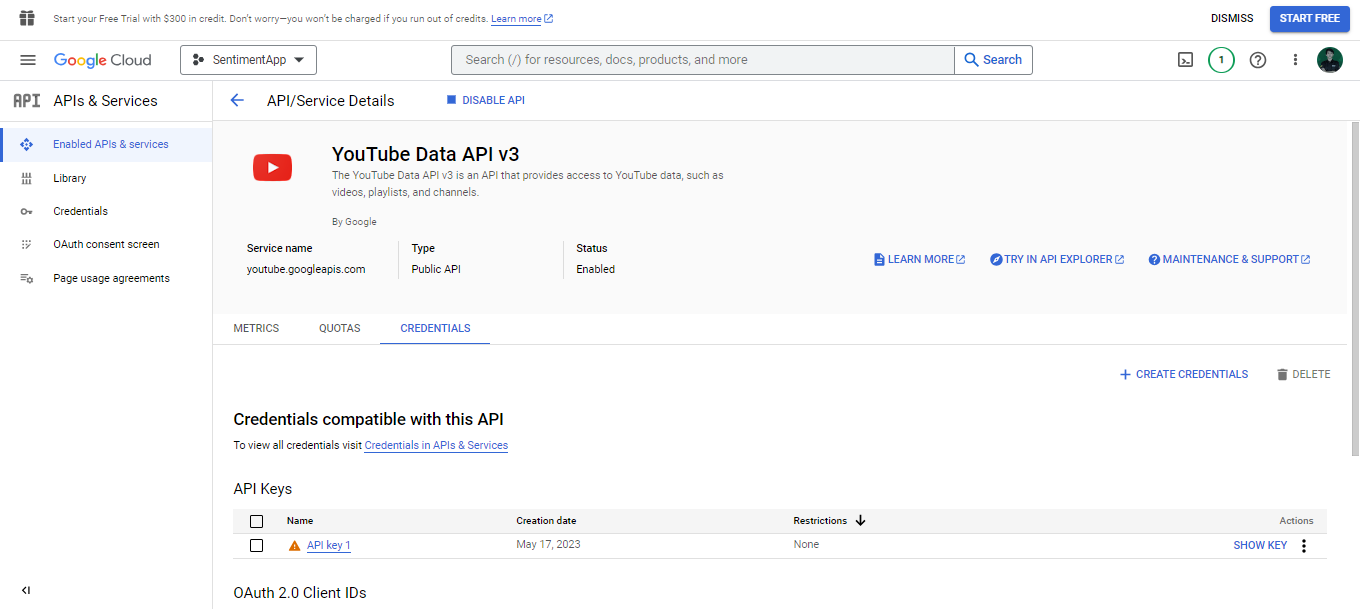 Start your Free Trial with $300 in credit. Don't worry—you won't be charged if you run out of credits. Learn more
DISMISS
START FREE
Google Cloud
SentimentApp
Search (/) for resources, docs, products, and more
Search
1
API
APIs & Services
API/Service Details
DISABLE API
Enabled APIs & services
Library
Credentials
OAuth consent screen
Page usage agreements
YouTube Data API v3
The YouTube Data API v3 is an API that provides access to YouTube data, such as
videos, playlists, and channels.
By Google
Service name
youtube.googleapis.com
Type
Public API
Status
Enabled
LEARN MORE
TRY IN API EXPLORER
MAINTENANCE & SUPPORT
METRICS
QUOTAS
CREDENTIALS
CREATE CREDENTIALS
DELETE
Credentials compatible with this API
To view all credentials visit Credentials in APIs & Services
API Keys
Name
Creation date
Restrictions
Actions
API key 1
May 17, 2023
None
SHOW KEY
OAuth 2.0 Client IDs